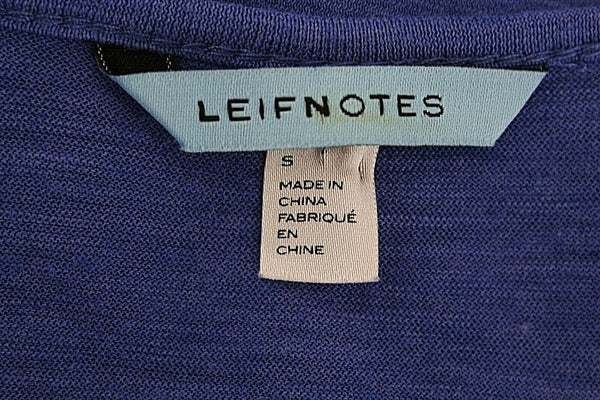 LEIFNOTES
S
MADE IN
CHINA
FABRIQUÉ
EN
CHINE